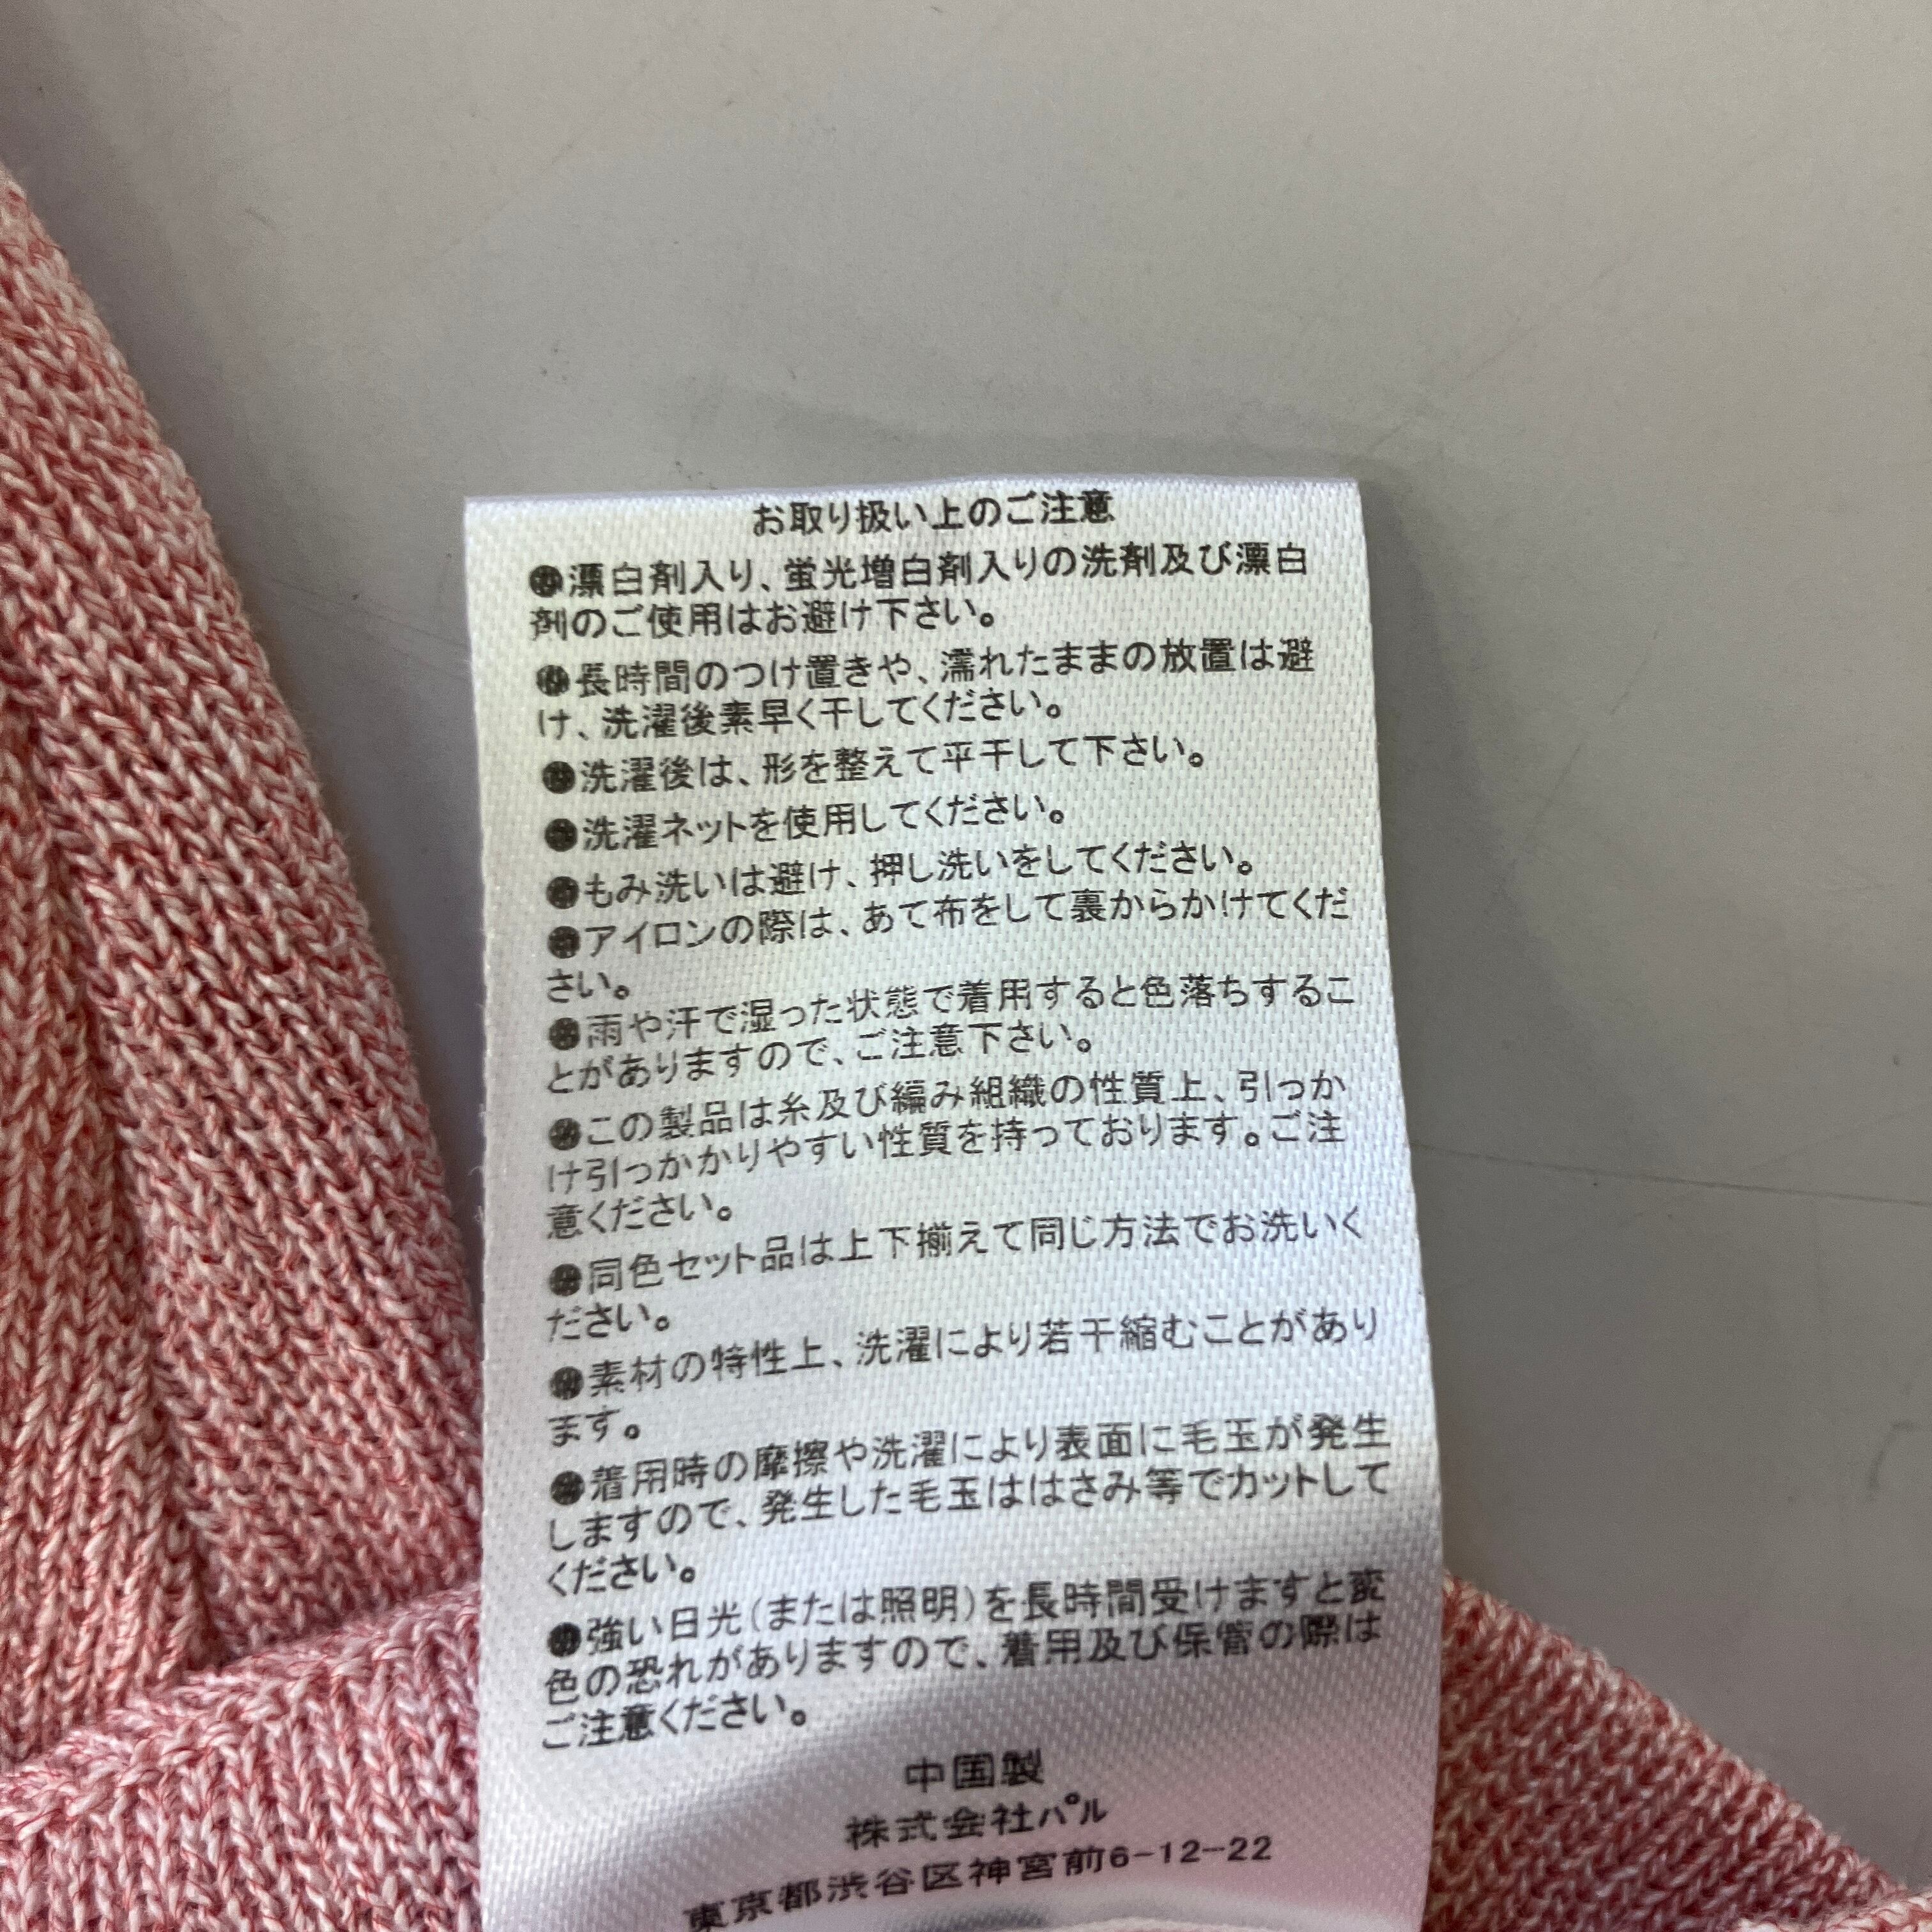 お取り扱い上のご注意
●漂白剤入り、蛍光増白剤入りの洗剤及び漂白
剤のご使用はお避け下さい。
●長時間のつけ置きや、濡れたままの放置は避
け、洗濯後素早く干してください。
●洗濯後は、形を整えて平干して下さい。
●洗濯ネットを使用してください。
●もみ洗いは避け、押し洗いをしてください。
●アイロンの際は、あて布をして裏からかけてくだ
さい。
●雨や汗で湿った状態で着用すると色落ちするこ
とがありますので、ご注意下さい。
●この製品は糸及び編み組織の性質上、引っか
け引っかかりやすい性質を持っております。ご注
意ください。
●同色セット品は上下揃えて同じ方法でお洗いく
ださい。
●素材の特性上、洗濯により若干縮むことがあり
ます。
●着用時の摩擦や洗濯により表面に毛玉が発生
しますので、発生した毛玉ははさみ等でカットして
ください。
●強い日光(または照明)を長時間受けますと変
色の恐れがありますので、着用及び保管の際は
ご注意ください。
中国製
株式会社パル
東京都渋谷区神宮前6-12-22